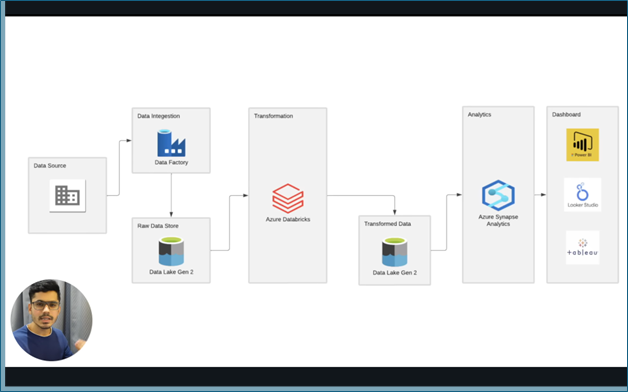 Data Source
Data Integestion
Data Factory
Raw Data Store
Data Lake Gen 2
Transformation
Azure Databricks
Transformed Data
Data Lake Gen 2
Analytics
Azure Synapse
Analytics
Dashboard
Power BI
Looker Studio
+ableau